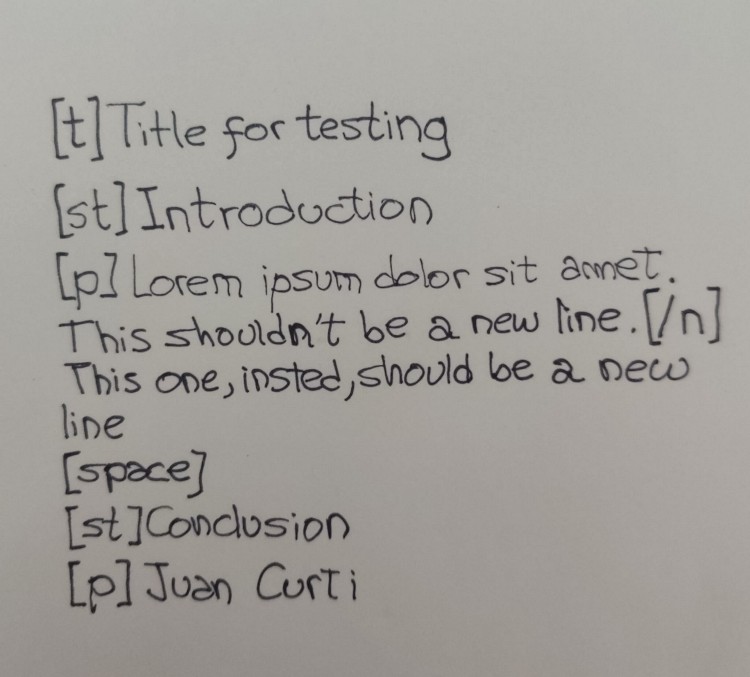 [t] Title for testing
[st] Introduction
[p] Lorem ipsum dolor sit amet.
This shouldn't be a new line.[/n]
This one, insted, should be a new
line
[space]
[st] Conclusion
[p] Juan Curti